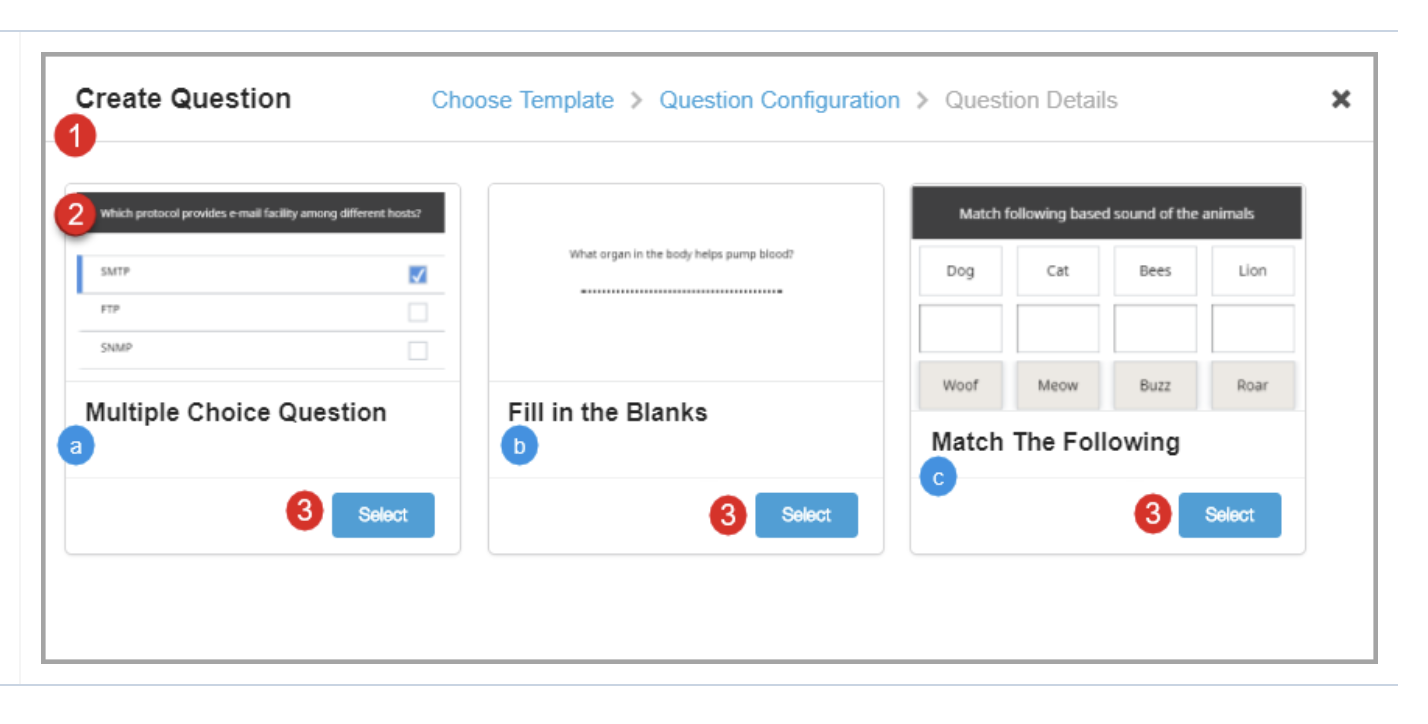 Create Question
Choose Template > Question Configuration > Question Details
1
2
Which protocol provides e-mail facility among different hosts?
SMTP
FTP
SNMP
Multiple Choice Question
a
3
Select
What organ in the body helps pump blood?
Fill in the Blanks
b
3
Select
Match following based sound of the animals
Dog Cat Bees Lion
Woof Meow Buzz Roar
Match The Following
c
3
Select